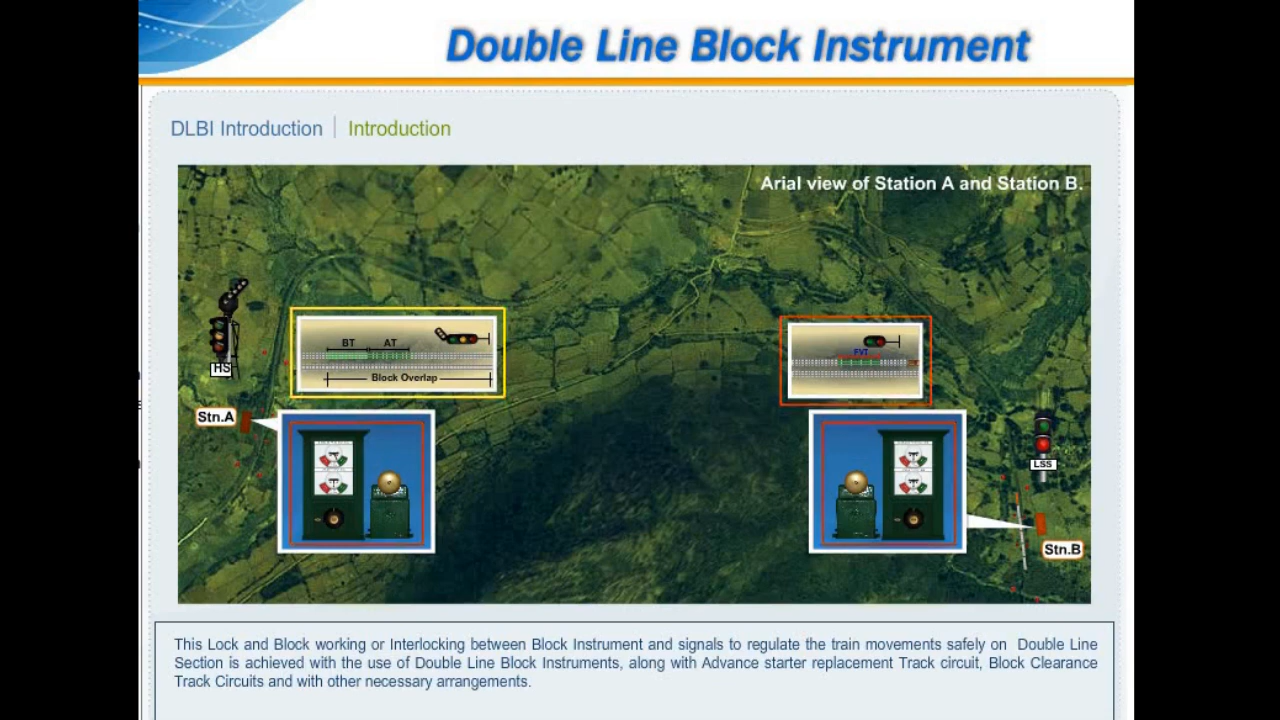 Double Line Block Instrument
DLBI Introduction | Introduction
Arial view of Station A and Station B.
HS
BT AT
Block Overlap
FVT
Stn.A
LSS
Stn.B
This Lock and Block working or Interlocking between Block Instrument and signals to regulate the train movements safely on Double Line
Section is achieved with the use of Double Line Block Instruments, along with Advance starter replacement Track circuit, Block Clearance
Track Circuits and with other necessary arrangements.